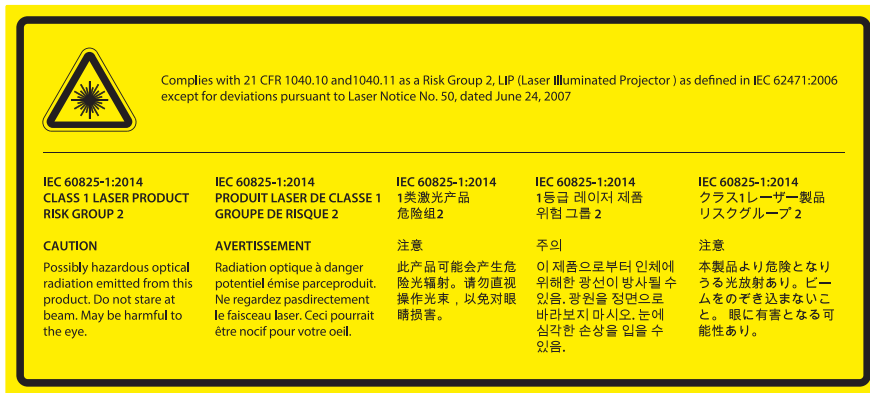 Complies with 21 CFR 1040.10 and1040.11 as a Risk Group 2, LIP (Laser Illuminated Projector ) as defined in IEC 62471:2006
except for deviations pursuant to Laser Notice No. 50, dated June 24, 2007
IEC 60825-1:2014
CLASS 1 LASER PRODUCT
RISK GROUP 2
CAUTION
Possibly hazardous optical
radiation emitted from this
product. Do not stare at
beam. May be harmful to
the eye.
IEC 60825-1:2014
PRODUIT LASER DE CLASSE 1
GROUPE DE RISQUE 2
AVERTISSEMENT
Radiation optique à danger
potentiel émise parceproduit.
Ne regardez pasdirectement
le faisceau laser. Ceci pourrait
être nocif pour votre oeil.
IEC 60825-1:2014
1类激光产品
危险组2
注意
此产品可能会产生危
险光辐射。请勿直视
操作光束，以免对眼
睛损害。
IEC 60825-1:2014
1등급 레이저 제품
위험 그룹 2
주의
이 제품으로부터 인체에
위해한 광선이 방사될 수
있음. 광원을 정면으로
바라보지 마시오. 눈에
심각한 손상을 입을 수
있음.
IEC 60825-1:2014
クラス1レーザー製品
リスクグループ 2
注意
本製品より危険となり
うる光放射あり。ビー
ムをのぞき込まないこ
と。 眼に有害となる可
能性あり。